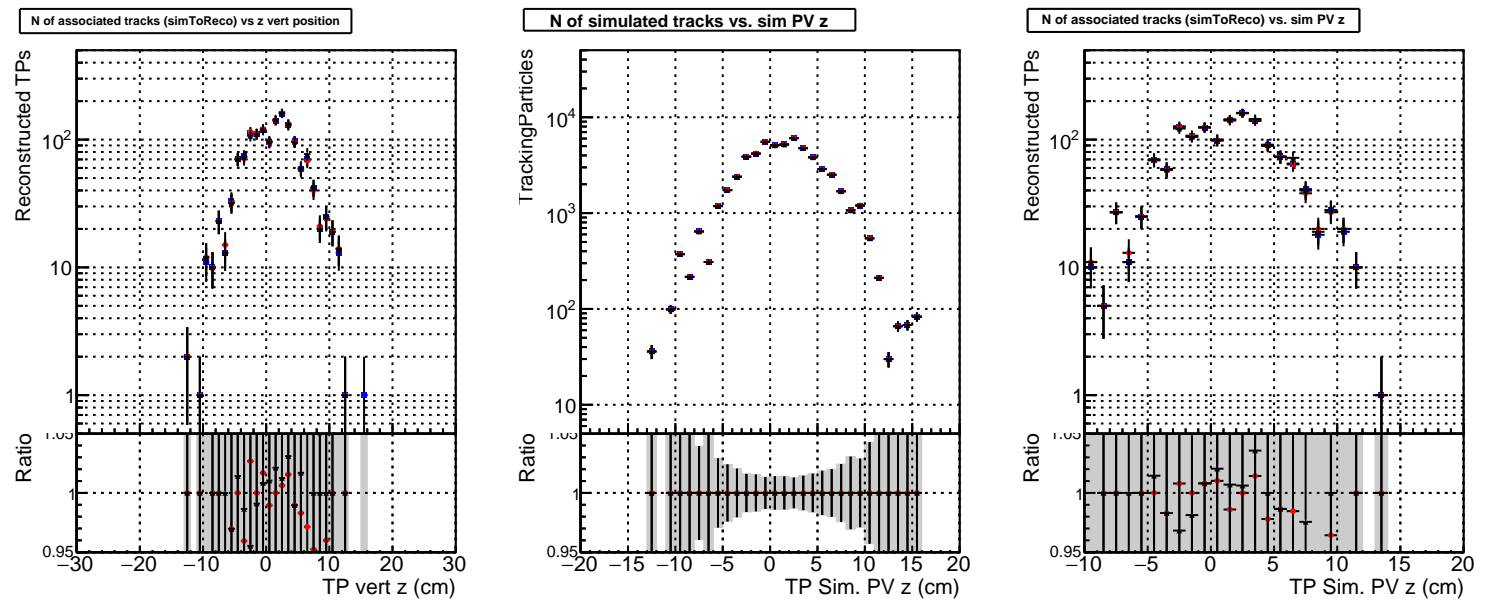 N of associated tracks (simToReco) vs z vert position
Reconstructed TPs
10²
10
1
Ratio
1.05
1
0.95
−30 −20 −10 0 10 20 30
TP vert z (cm)
N of simulated tracks vs. sim PV z
TrackingParticles
10⁴
10³
10²
10
Ratio
1.05
1
0.95
−20 −15 −10 −5 0 5 10 15 20
TP Sim. PV z (cm)
N of associated tracks (simToReco) vs. sim PV z
Reconstructed TPs
10²
10
1
Ratio
1.05
1
0.95
−10 −5 0 5 10 15 20
TP Sim. PV z (cm)